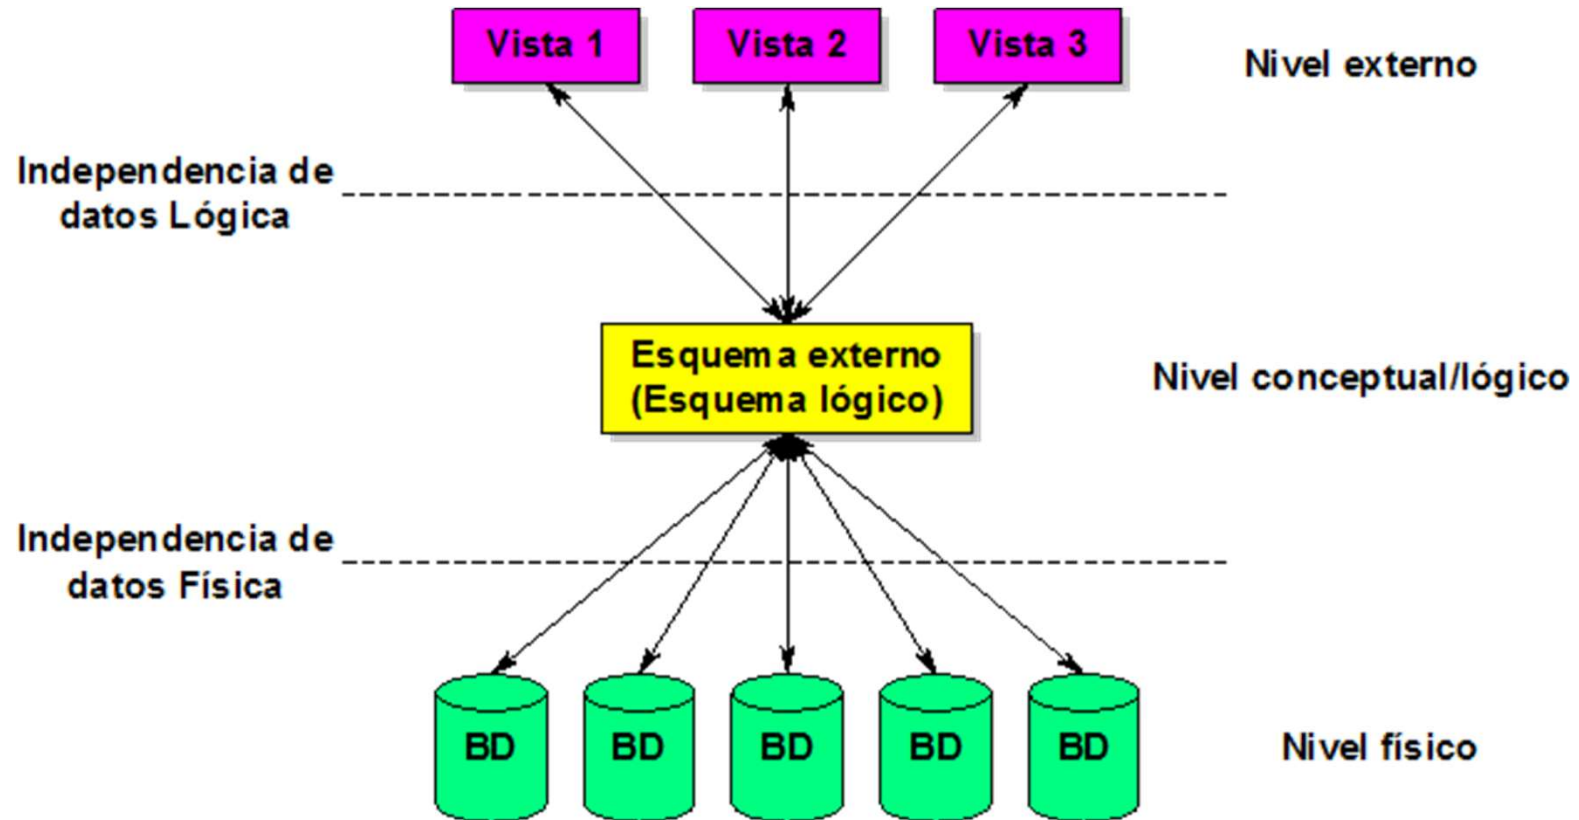 Vista 1
Vista 2
Vista 3
Nivel externo
Independencia de
datos Lógica
Esquema externo
(Esquema lógico)
Nivel conceptual/lógico
Independencia de
datos Física
BD
BD
BD
BD
BD
Nivel físico